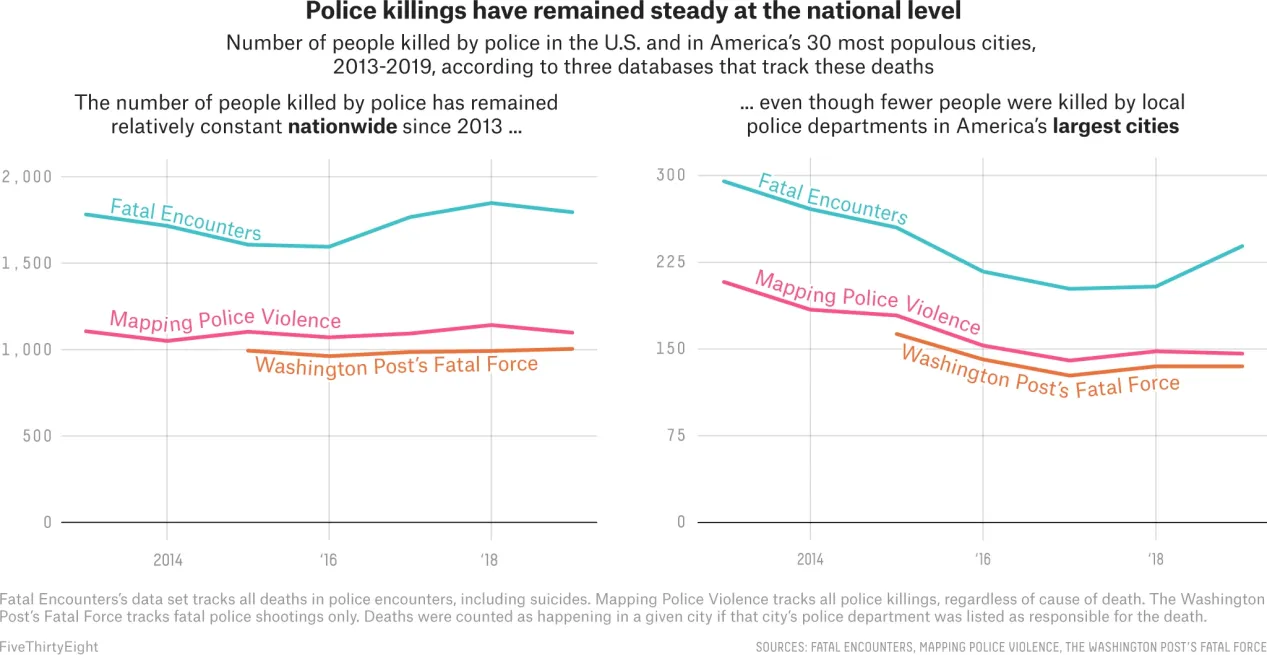 Police killings have remained steady at the national level
Number of people killed by police in the U.S. and in America's 30 most populous cities,
2013-2019, according to three databases that track these deaths
The number of people killed by police has remained
relatively constant nationwide since 2013 ...
2,000
1,500
1,000
500
0
Fatal Encounters
Mapping Police Violence
Washington Post's Fatal Force
2014
'16
'18
... even though fewer people were killed by local
police departments in America's largest cities
300
225
150
75
0
Fatal Encounters
Mapping Police Violence
Washington Post's Fatal Force
2014
'16
'18
Fatal Encounters's data set tracks all deaths in police encounters, including suicides. Mapping Police Violence tracks all police killings, regardless of cause of death. The Washington
Post's Fatal Force tracks fatal police shootings only. Deaths were counted as happening in a given city if that city's police department was listed as responsible for the death.
FiveThirtyEight
SOURCES: FATAL ENCOUNTERS, MAPPING POLICE VIOLENCE, THE WASHINGTON POST'S FATAL FORCE